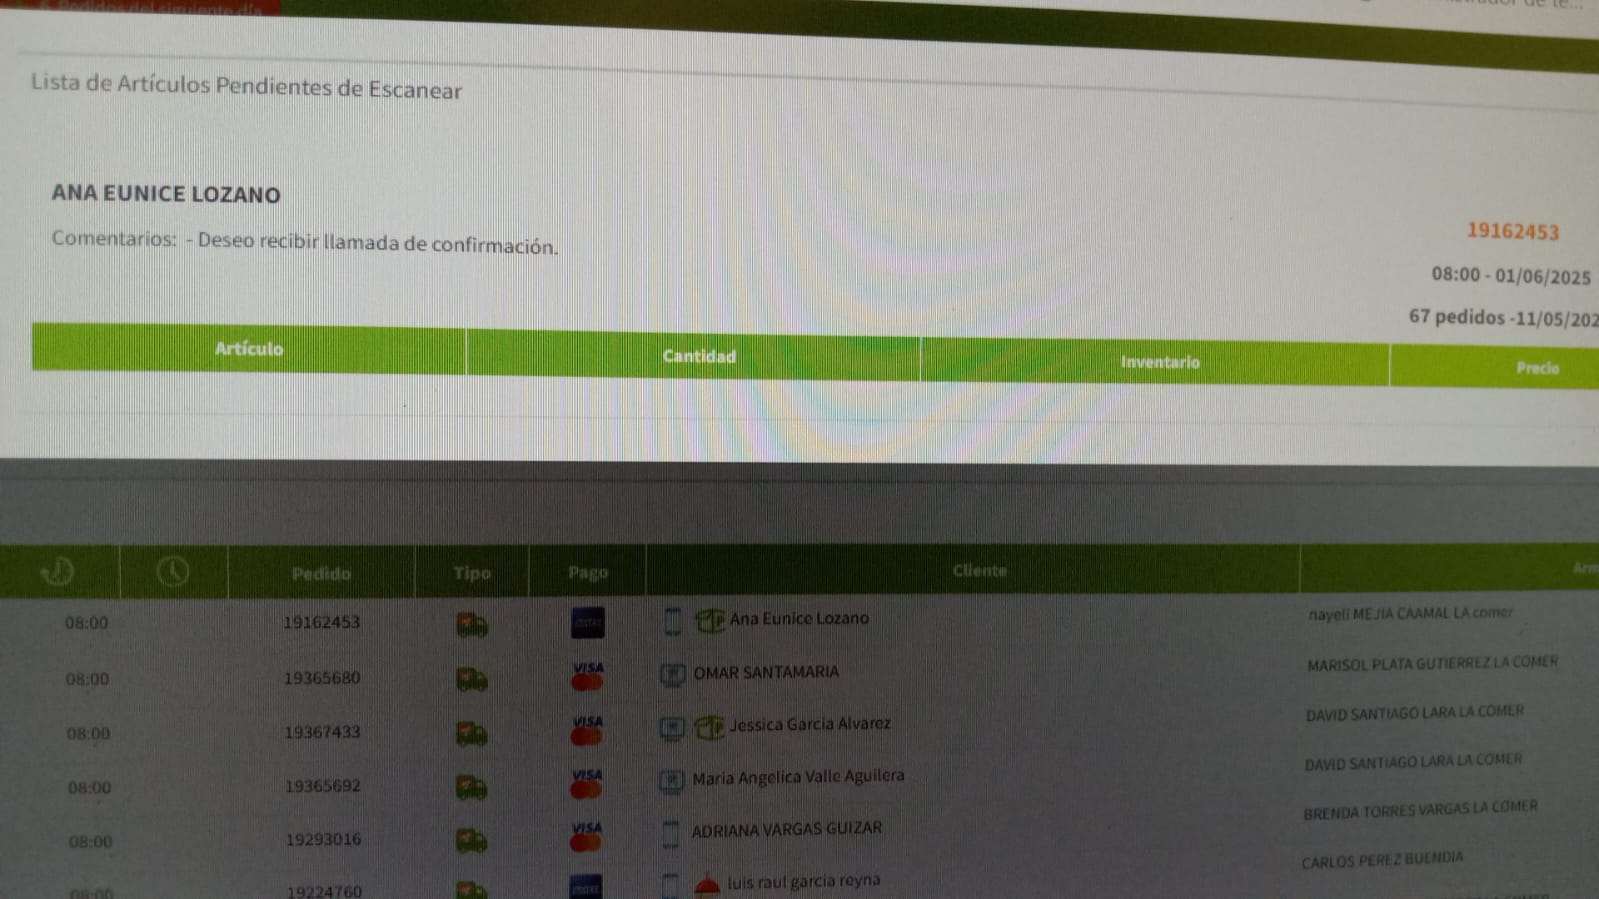 Pedidos del siguiente día
Lista de Artículos Pendientes de Escanear
ANA EUNICE LOZANO
Comentarios: - Deseo recibir llamada de confirmación.
19162453
08:00 - 01/06/2025
67 pedidos -11/05/202
Artículo Cantidad Inventario Precio
Pedido Tipo Pago Cliente Arm
08:00 19162453 Ana Eunice Lozano nayeli MEJIA CAAMAL LA comer
08:00 19365680 VISA OMAR SANTAMARIA MARISOL PLATA GUTIERREZ LA COMER
08:00 19367433 VISA Jessica Garcia Alvarez DAVID SANTIAGO LARA LA COMER
08:00 19365692 VISA Maria Angelica Valle Aguilera DAVID SANTIAGO LARA LA COMER
08:00 19293016 VISA ADRIANA VARGAS GUIZAR BRENDA TORRES VARGAS LA COMER
08:00 19224760 luis raul garcia reyna CARLOS PEREZ BUENDIA